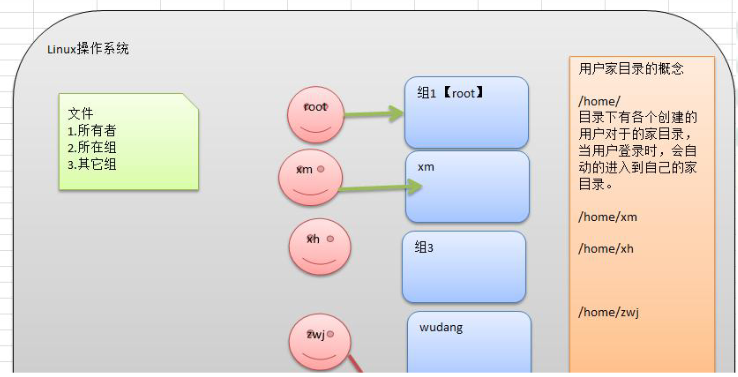 Linux操作系统
文件
1.所有者
2.所在组
3.其它组
root
组1【root】
xm
xm
xh
组3
zwj
wudang
用户家目录的概念
/home/
目录下有各个创建的
用户对于的家目录，
当用户登录时，会自
动的进入到自己的家
目录。
/home/xm
/home/xh
/home/zwj